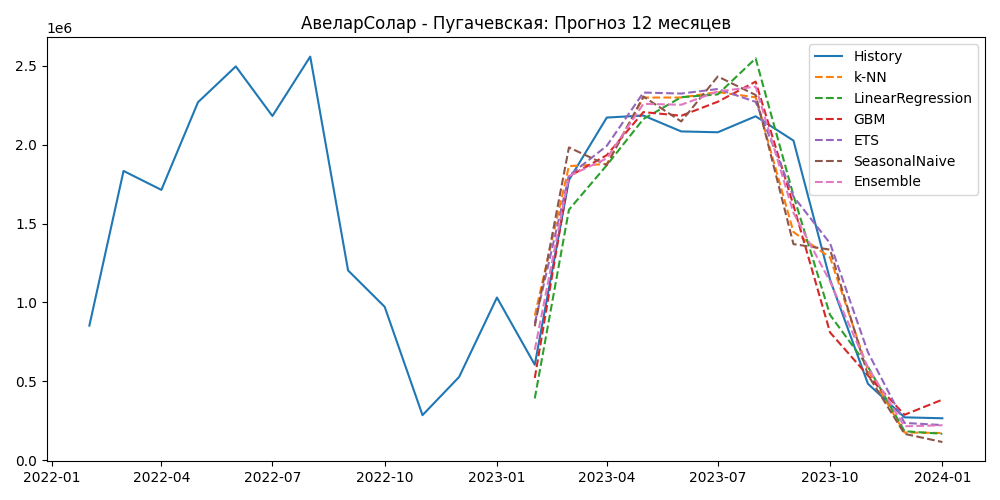 АвеларСолар - Пугачевская: Прогноз 12 месяцев
1e6
2.5
2.0
1.5
1.0
0.5
0.0
History
k-NN
LinearRegression
GBM
ETS
SeasonalNaive
Ensemble
2022-01 2022-04 2022-07 2022-10 2023-01 2023-04 2023-07 2023-10 2024-01